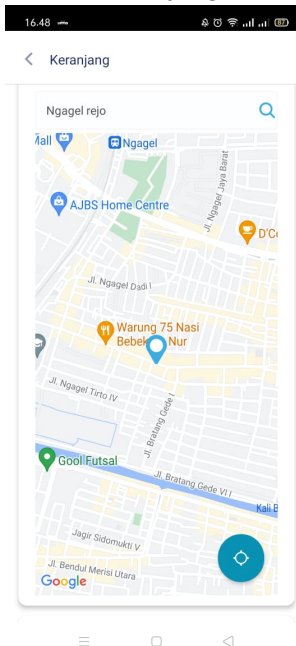 16.48
87
Keranjang
Ngagel rejo
Mall
Ngagel
Jl. Ngagel Jaya Barat
AJBS Home Centre
D'Co
Jl. Ngagel Dadi I
Warung 75 Nasi
Bebek Nur
Jl. Ngagel Tirto IV
Jl. Bratang Gede I
Gool Futsal
Jl. Bratang Gede VI I
Kali B
Jagir Sidomukti V
Jl. Bendul Merisi Utara
Google